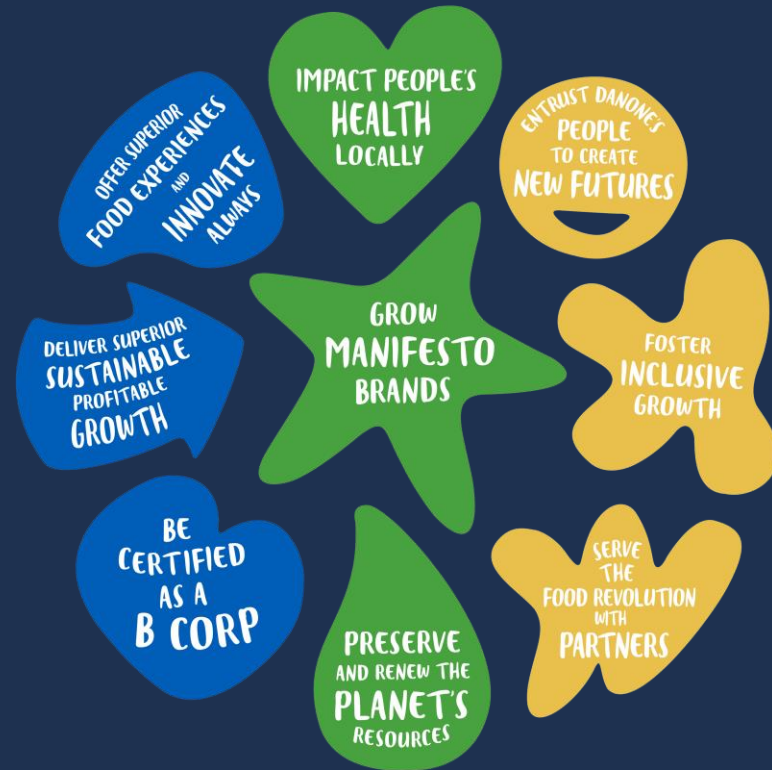 IMPACT PEOPLE'S
HEALTH
LOCALLY
OFFER SUPERIOR
FOOD EXPERIENCES
AND
INNOVATE
ALWAYS
ENTRUST DANONE'S
PEOPLE
TO CREATE
NEW FUTURES
DELIVER SUPERIOR
SUSTAINABLE
PROFITABLE
GROWTH
GROW
MANIFESTO
BRANDS
FOSTER
INCLUSIVE
GROWTH
BE
CERTIFIED
AS A
B CORP
PRESERVE
AND RENEW THE
PLANET'S
RESOURCES
SERVE
THE
FOOD REVOLUTION
WITH
PARTNERS